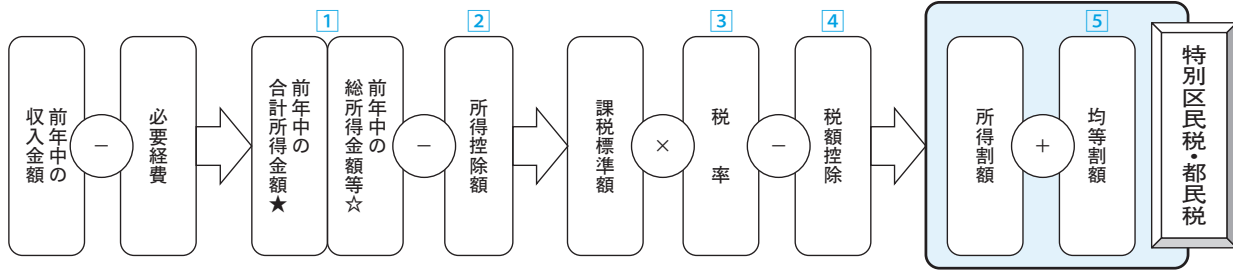 1
2
3
4
5
前年中の
収入金額
−
必要経費
前年中の
合計所得金額★
前年中の
総所得金額等☆
−
所得控除額
課税標準額
×
税率
−
税額控除
所得割額
+
均等割額
特別区民税・都民税